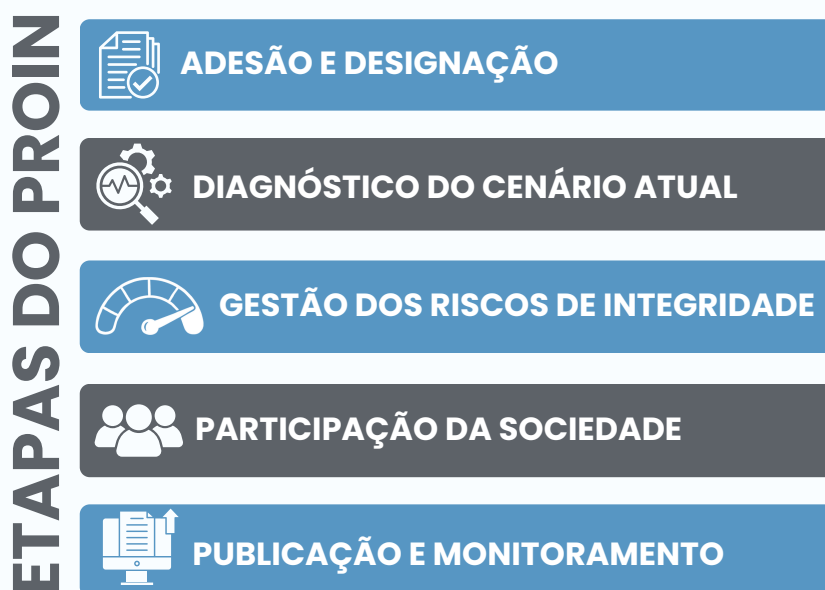 ETAPAS DO PROIN
ADESÃO E DESIGNAÇÃO
DIAGNÓSTICO DO CENÁRIO ATUAL
GESTÃO DOS RISCOS DE INTEGRIDADE
PARTICIPAÇÃO DA SOCIEDADE
PUBLICAÇÃO E MONITORAMENTO